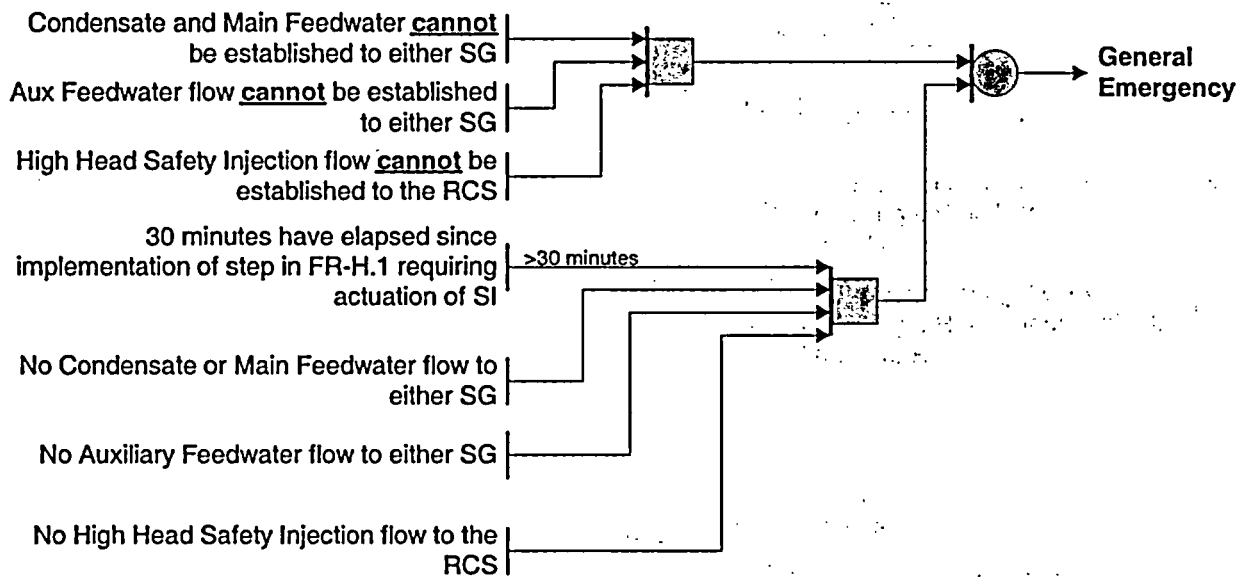 Condensate and Main Feedwater cannot
be established to either SG
Aux Feedwater flow cannot be established
to either SG
High Head Safety Injection flow cannot be
established to the RCS
30 minutes have elapsed since
implementation of step in FR-H.1 requiring
actuation of SI
>30 minutes
No Condensate or Main Feedwater flow to
either SG
No Auxiliary Feedwater flow to either SG
No High Head Safety Injection flow to the
RCS
General
Emergency